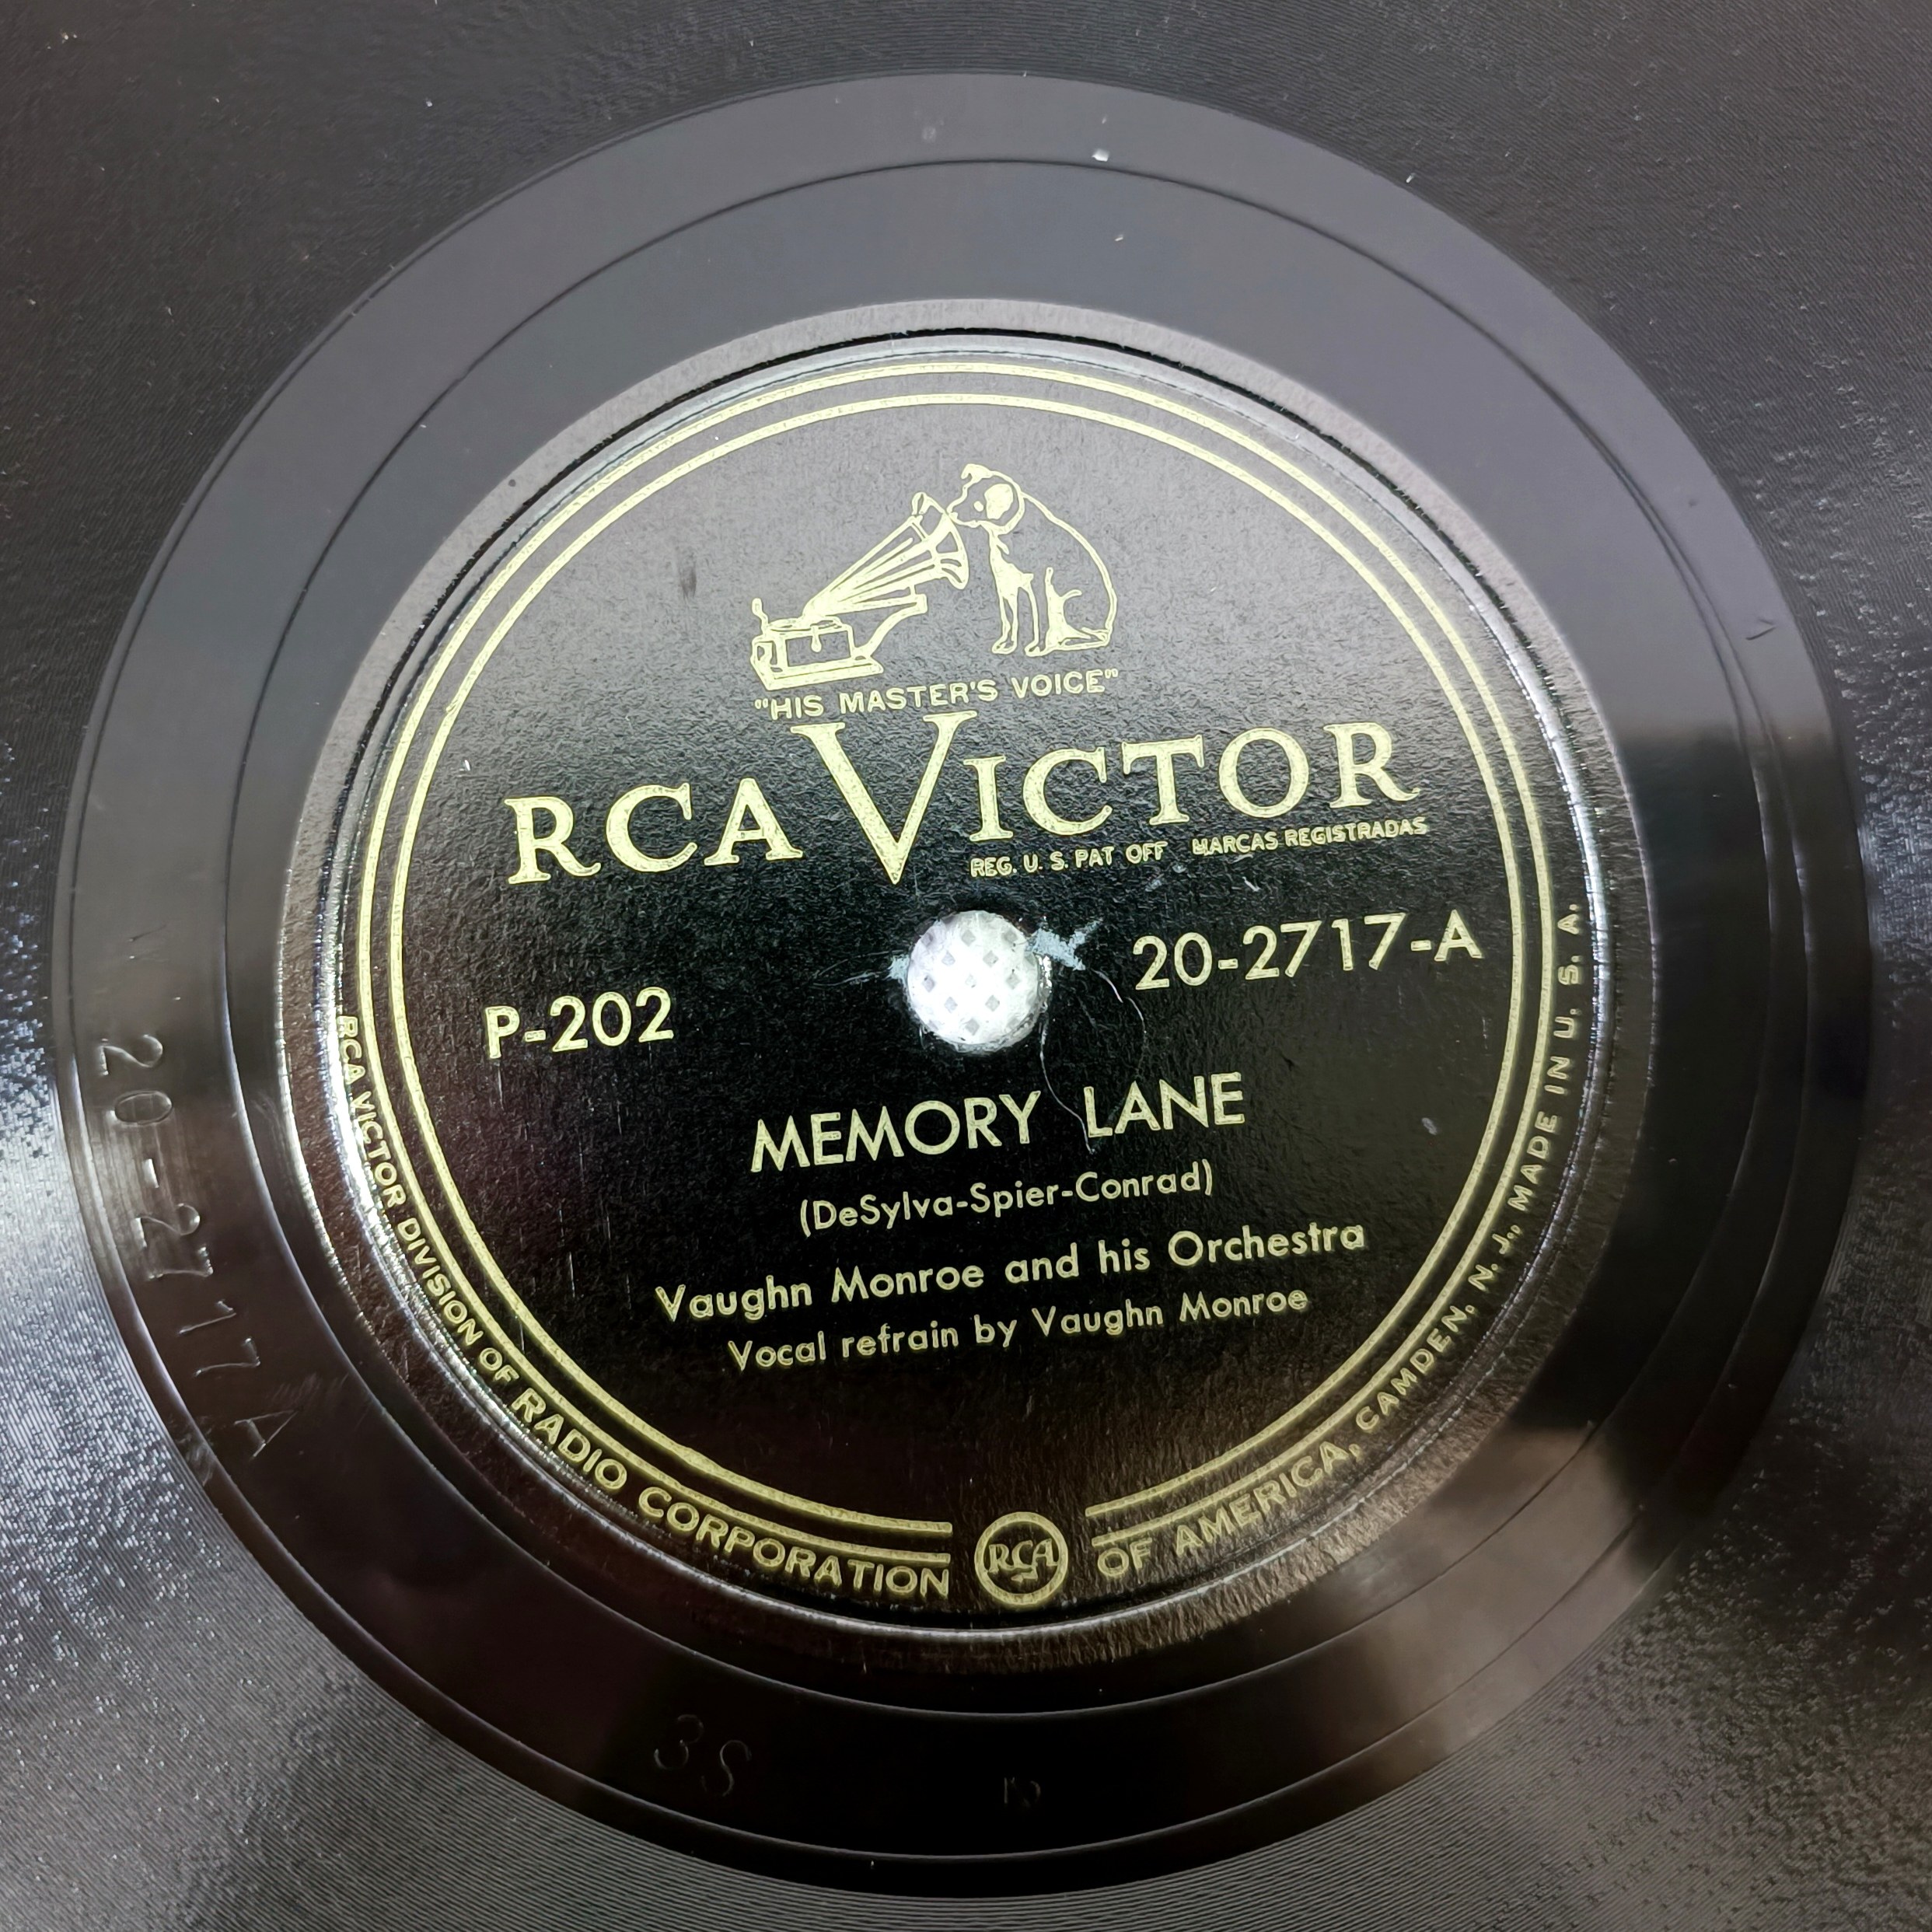 "HIS MASTER'S VOICE"
RCA VICTOR
REG. U. S. PAT OFF MARCAS REGISTRADAS
P-202
20-2717-A
MEMORY LANE
(DeSylva-Spier-Conrad)
Vaughn Monroe and his Orchestra
Vocal refrain by Vaughn Monroe
RCA VICTOR DIVISION OF RADIO CORPORATION OF AMERICA, CAMDEN, N. J., MADE IN U. S. A.
RCA
20-2717A
3S